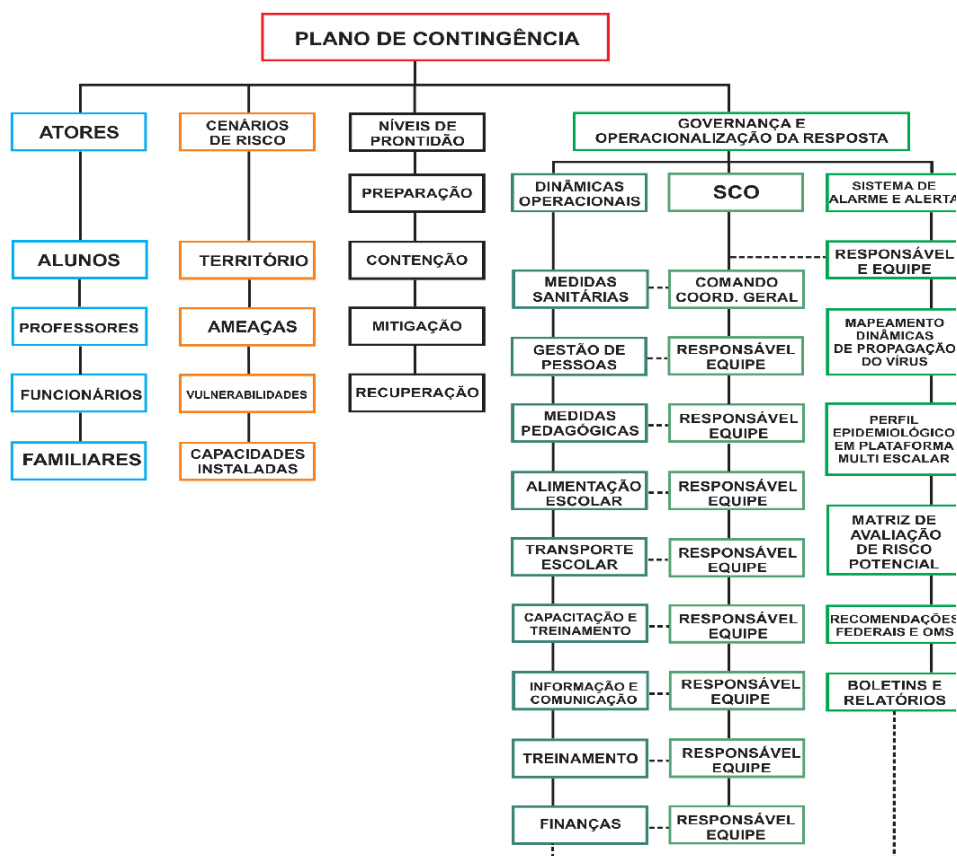 PLANO DE CONTINGÊNCIA
ATORES
ALUNOS
PROFESSORES
FUNCIONÁRIOS
FAMILIARES
CENÁRIOS
DE RISCO
TERRITÓRIO
AMEAÇAS
VULNERABILIDADES
CAPACIDADES
INSTALADAS
NÍVEIS DE
PRONTIDÃO
PREPARAÇÃO
CONTENÇÃO
MITIGAÇÃO
RECUPERAÇÃO
GOVERNANÇA E
OPERACIONALIZAÇÃO DA RESPOSTA
DINÂMICAS
OPERACIONAIS
MEDIDAS
SANITÁRIAS
GESTÃO DE
PESSOAS
MEDIDAS
PEDAGÓGICAS
ALIMENTAÇÃO
ESCOLAR
TRANSPORTE
ESCOLAR
CAPACITAÇÃO E
TREINAMENTO
INFORMAÇÃO E
COMUNICAÇÃO
TREINAMENTO
FINANÇAS
SCO
COMANDO
COORD. GERAL
RESPONSÁVEL
EQUIPE
RESPONSÁVEL
EQUIPE
RESPONSÁVEL
EQUIPE
RESPONSÁVEL
EQUIPE
RESPONSÁVEL
EQUIPE
RESPONSÁVEL
EQUIPE
RESPONSÁVEL
EQUIPE
RESPONSÁVEL
EQUIPE
SISTEMA DE
ALARME E ALERTA
RESPONSÁVEL
E EQUIPE
MAPEAMENTO
DINÂMICAS
DE PROPAGAÇÃO
DO VÍRUS
PERFIL
EPIDEMIOLÓGICO
EM PLATAFORMA
MULTI ESCALAR
MATRIZ DE
AVALIAÇÃO
DE RISCO
POTENCIAL
RECOMENDAÇÕES
FEDERAIS E OMS
BOLETINS E
RELATÓRIOS